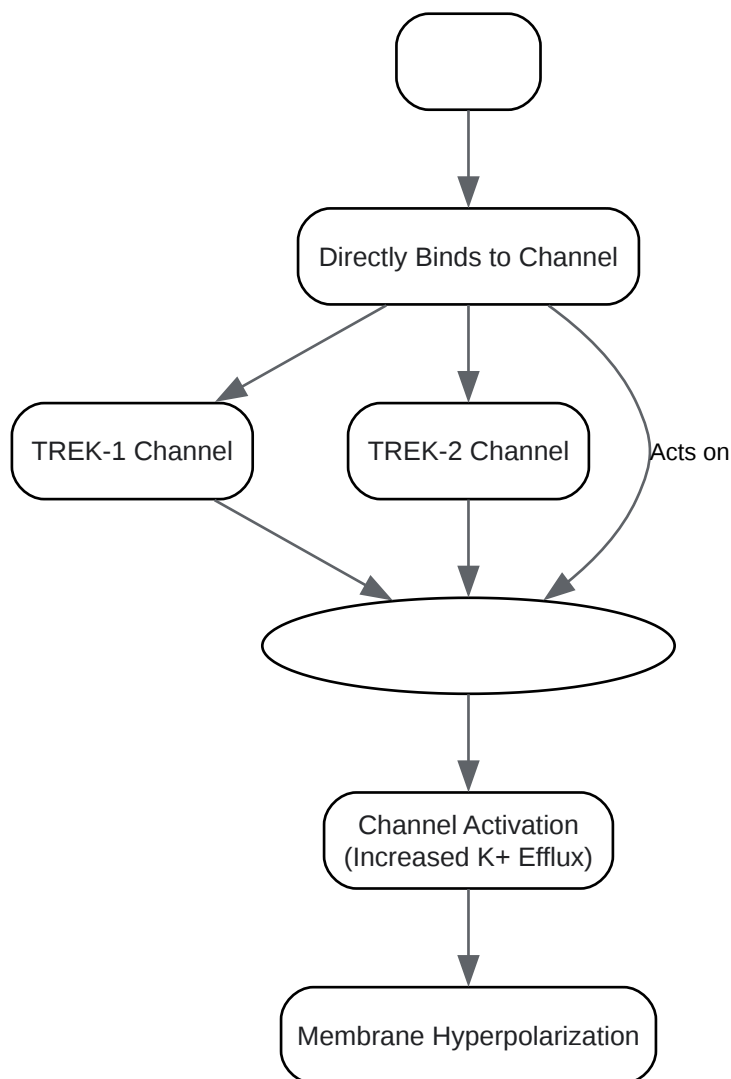 Directly Binds to Channel
TREK-1 Channel
TREK-2 Channel
Acts on
Channel Activation
(Increased K+ Efflux)
Membrane Hyperpolarization